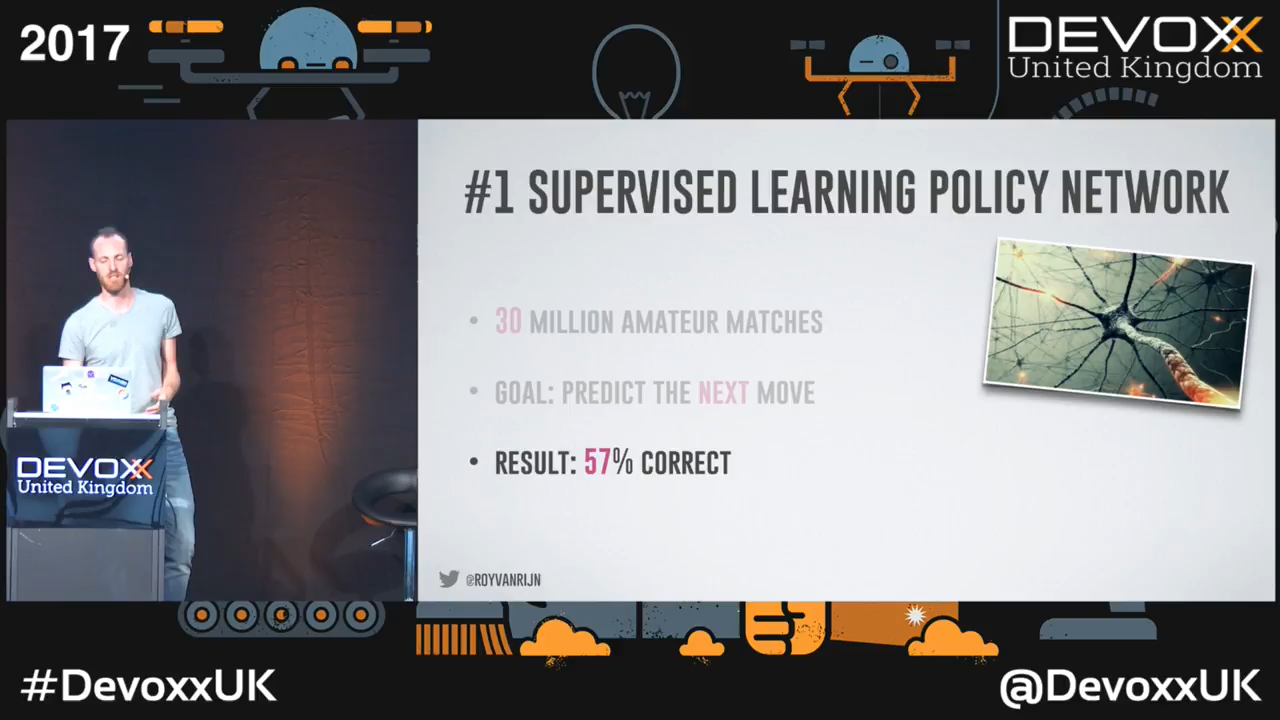 2017
DEVOXX
United Kingdom
#1 SUPERVISED LEARNING POLICY NETWORK
• 30 MILLION AMATEUR MATCHES
• GOAL: PREDICT THE NEXT MOVE
• RESULT: 57% CORRECT
@ROYVANRIJN
DEVOXX
United Kingdom
#DevoxxUK
@DevoxxUK